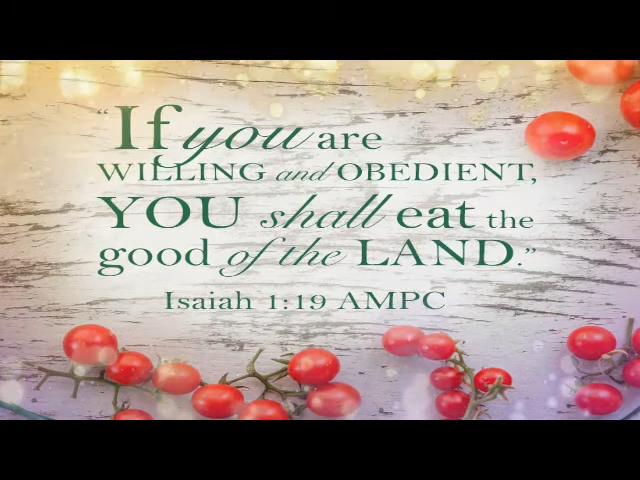 “If you are
WILLING and OBEDIENT,
YOU shall eat the
good of the LAND.”
Isaiah 1:19 AMPC